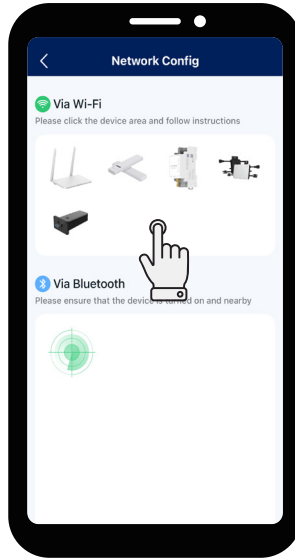 Network Config
Via Wi-Fi
Please click the device area and follow instructions
Via Bluetooth
Please ensure that the device is turned on and nearby